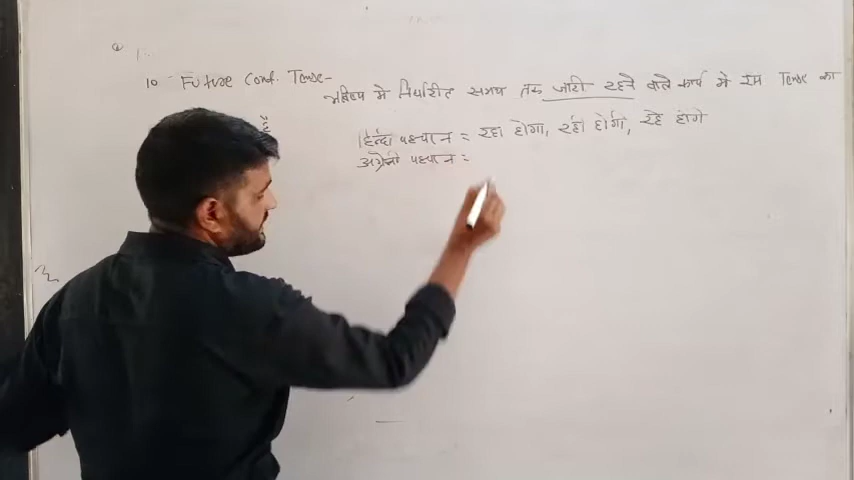 10 - Future Cont. Tense-
भविष्य मे निर्धारीत समय तक जारी रहने वाले कार्य मे इस Tense का
हिन्दी पहचान = रहा होगा, रही होगी, रहे होंगे
अंग्रेजी पहचान =